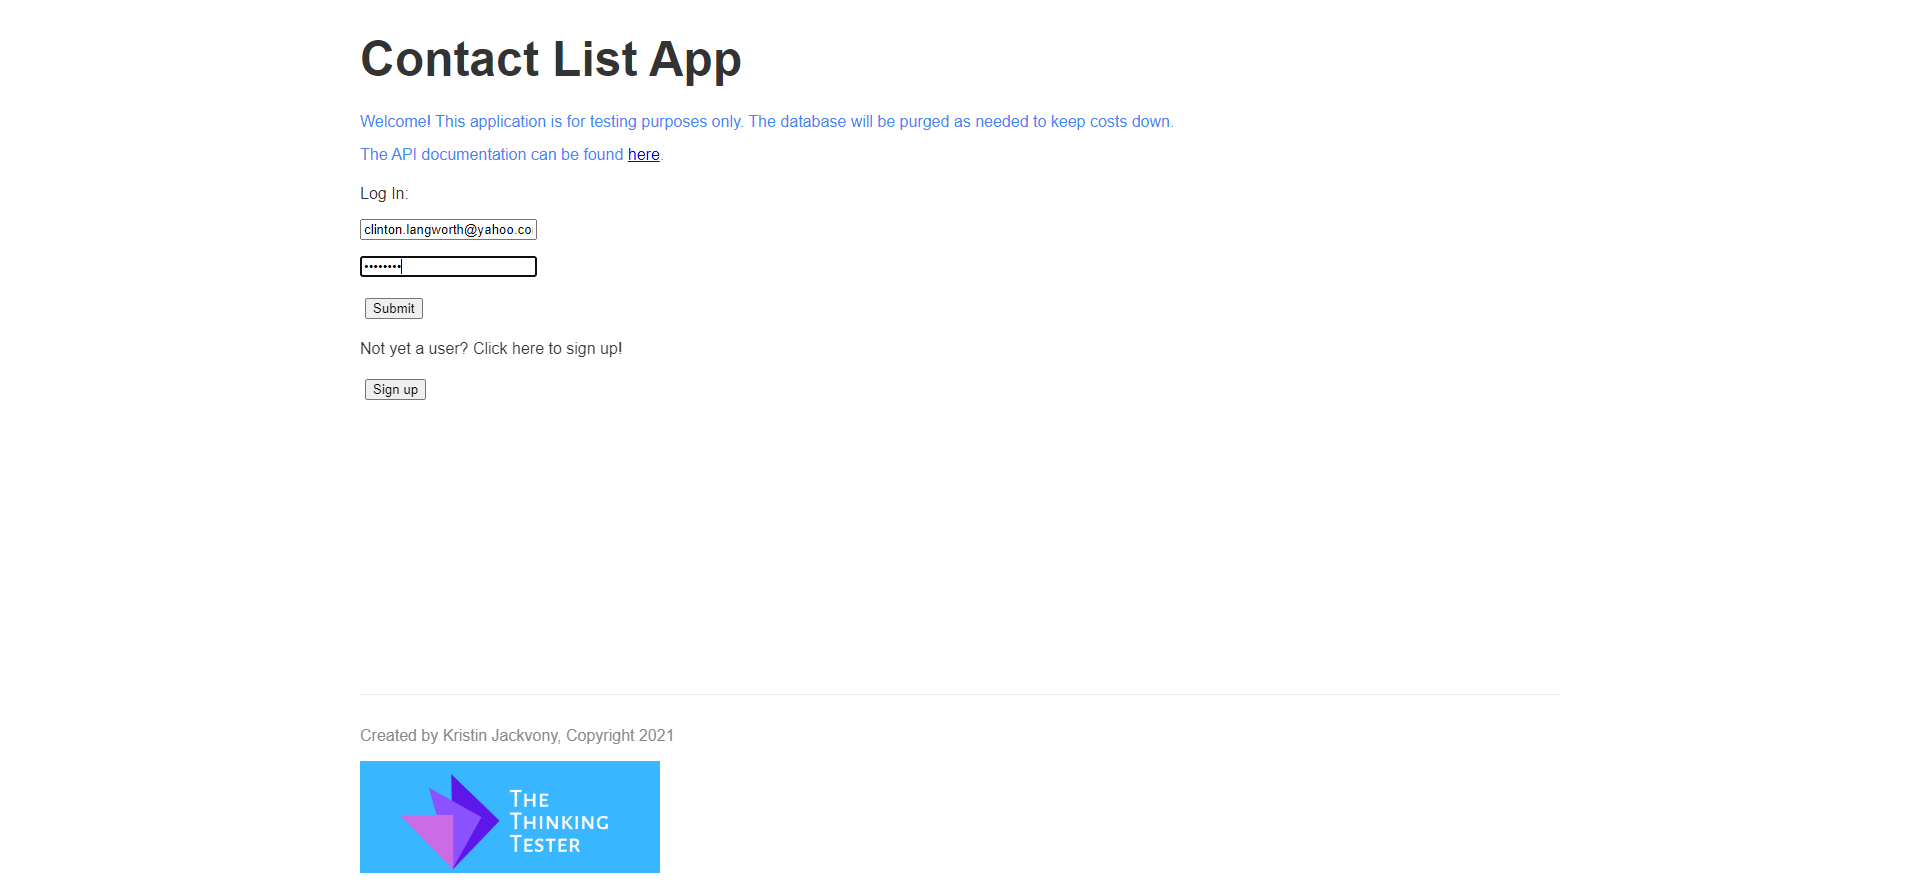 Contact List App
Welcome! This application is for testing purposes only. The database will be purged as needed to keep costs down.
The API documentation can be found here.
Log In:
clinton.langworth@yahoo.co
••••••••
Submit
Not yet a user? Click here to sign up!
Sign up
Created by Kristin Jackvony, Copyright 2021
THE
THINKING
TESTER